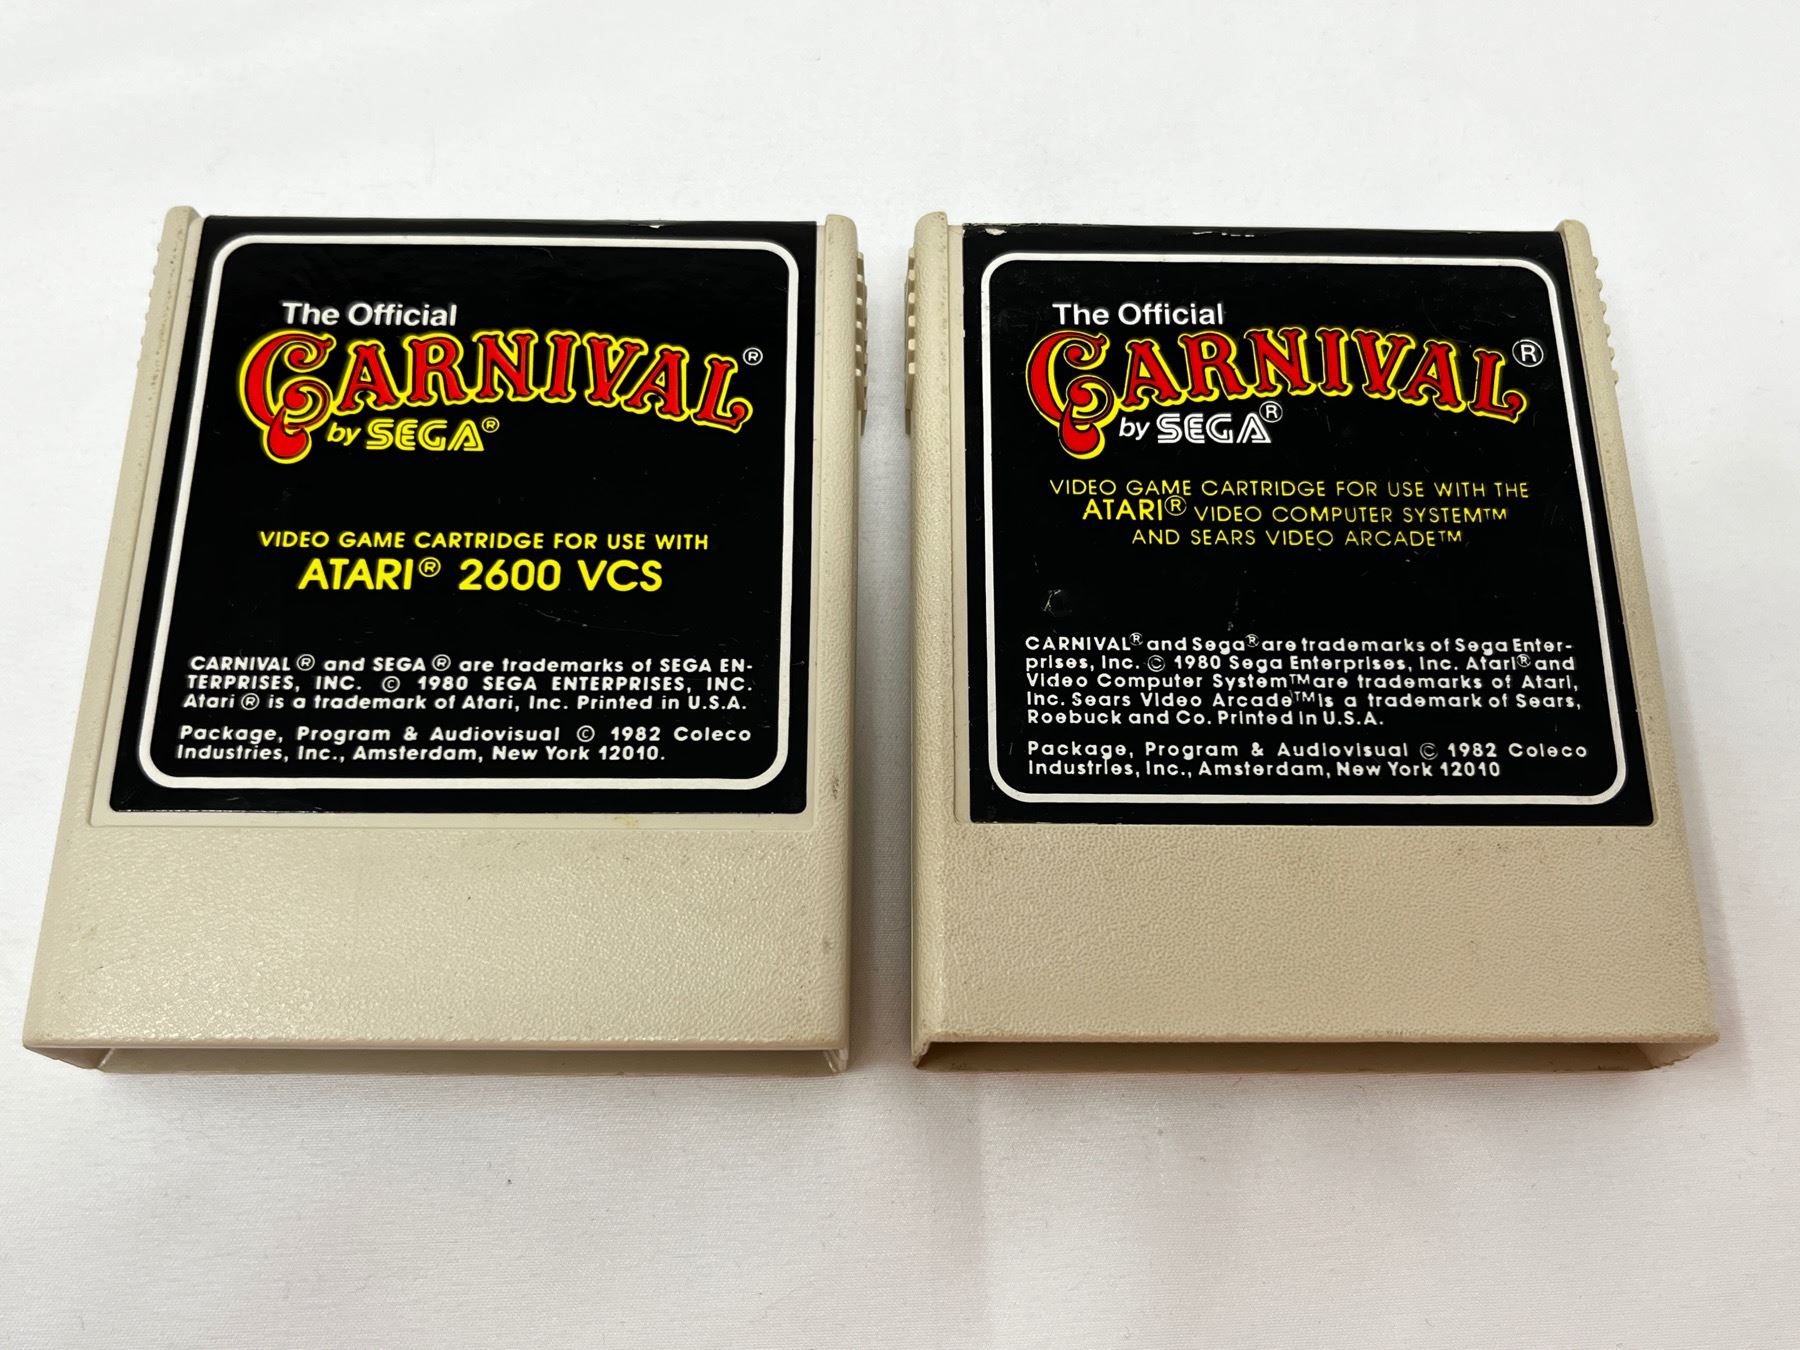 The Official
CARNIVAL®
by SEGA®
VIDEO GAME CARTRIDGE FOR USE WITH
ATARI® 2600 VCS
CARNIVAL ® and SEGA ® are trademarks of SEGA EN-
TERPRISES, INC. © 1980 SEGA ENTERPRISES, INC.
Atari ® is a trademark of Atari, Inc. Printed in U.S.A.
Package, Program & Audiovisual © 1982 Coleco
Industries, Inc., Amsterdam, New York 12010.
The Official
CARNIVAL®
by SEGA®
VIDEO GAME CARTRIDGE FOR USE WITH THE
ATARI® VIDEO COMPUTER SYSTEM™
AND SEARS VIDEO ARCADE™
CARNIVAL® and Sega® are trademarks of Sega Enter-
prises, Inc. © 1980 Sega Enterprises, Inc. Atari® and
Video Computer System™ are trademarks of Atari,
Inc. Sears Video Arcade™ is a trademark of Sears,
Roebuck and Co. Printed in U.S.A.
Package, Program & Audiovisual © 1982 Coleco
Industries, Inc., Amsterdam, New York 12010